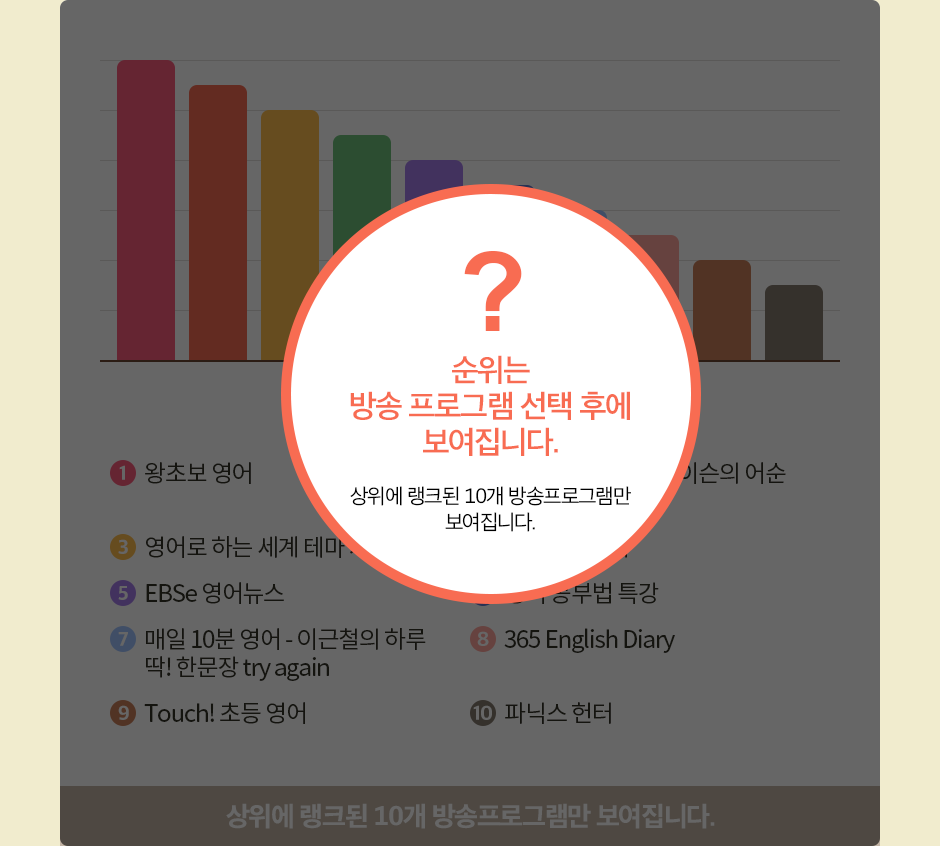 ?
순위는
방송 프로그램 선택 후에
보여집니다.
상위에 랭크된 10개 방송프로그램만
보여집니다.
1 왕초보 영어
이슨의 어순
3 영어로 하는 세계 테마
5 EBSe 영어뉴스
특강
7 매일 10분 영어 - 이근철의 하루
딱! 한문장 try again
8 365 English Diary
9 Touch! 초등 영어
10 파닉스 헌터
상위에 랭크된 10개 방송프로그램만 보여집니다.